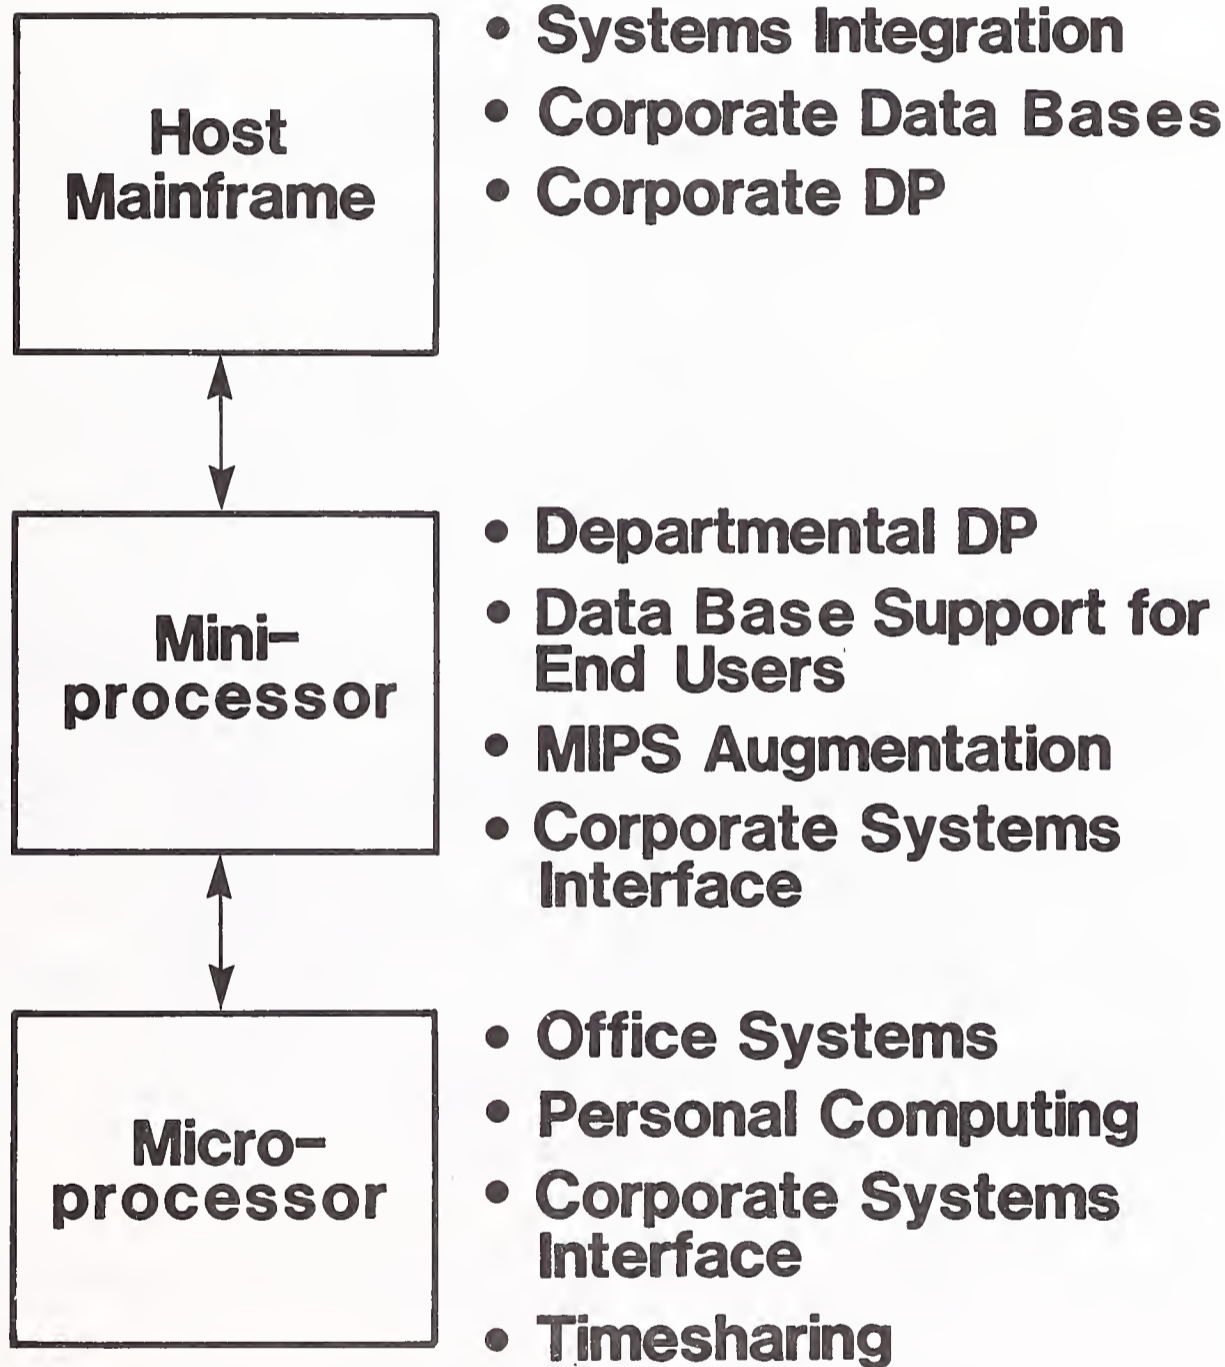 Host
Mainframe
• Systems Integration
• Corporate Data Bases
• Corporate DP
Mini-
processor
• Departmental DP
• Data Base Support for
End Users
• MIPS Augmentation
• Corporate Systems
Interface
Micro-
processor
• Office Systems
• Personal Computing
• Corporate Systems
Interface
• Timesharing